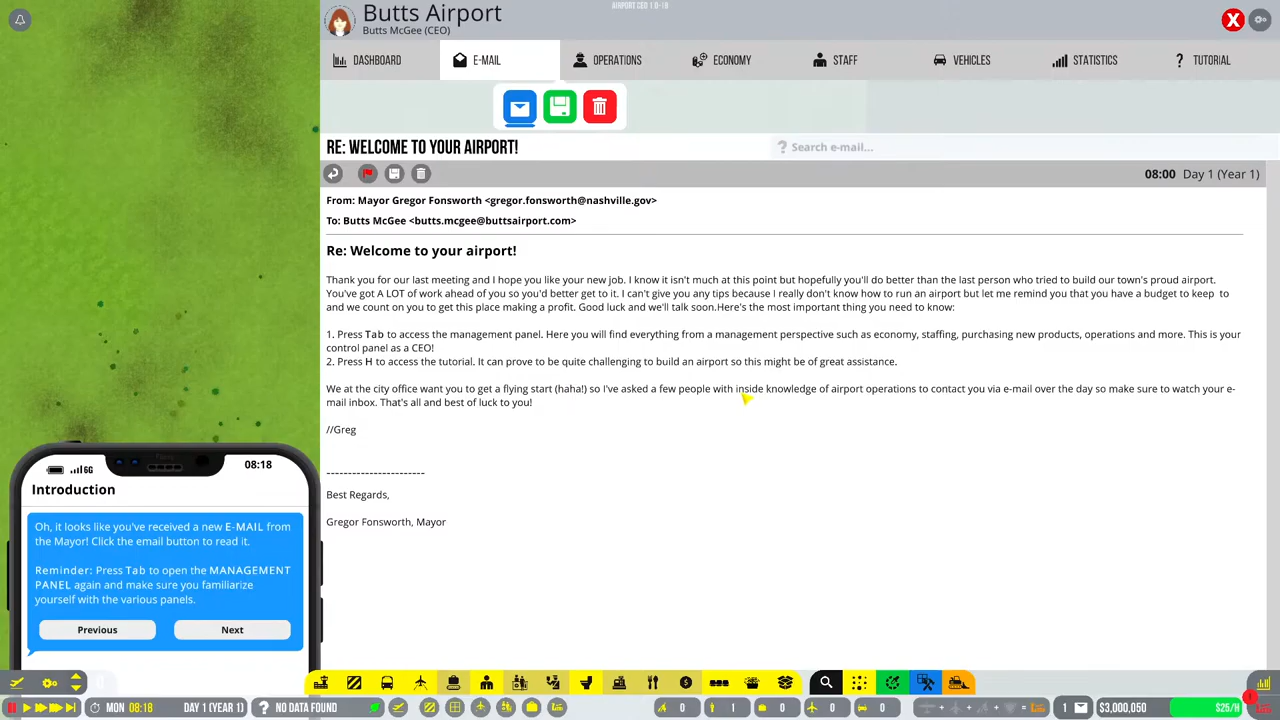 AIRPORT CEO 1.0-18
Butts Airport
Butts McGee (CEO)
X
DASHBOARD
E-MAIL
OPERATIONS
ECONOMY
STAFF
VEHICLES
STATISTICS
? TUTORIAL
RE: WELCOME TO YOUR AIRPORT!
? Search e-mail...
08:00 Day 1 (Year 1)
From: Mayor Gregor Fonsworth <gregor.fonsworth@nashville.gov>
To: Butts McGee <butts.mcgee@buttsairport.com>
Re: Welcome to your airport!
Thank you for our last meeting and I hope you like your new job. I know it isn't much at this point but hopefully you'll do better than the last person who tried to build our town's proud airport.
You've got A LOT of work ahead of you so you'd better get to it. I can't give you any tips because I really don't know how to run an airport but let me remind you that you have a budget to keep to
and we count on you to get this place making a profit. Good luck and we'll talk soon.Here's the most important thing you need to know:
1. Press Tab to access the management panel. Here you will find everything from a management perspective such as economy, staffing, purchasing new products, operations and more. This is your
control panel as a CEO!
2. Press H to access the tutorial. It can prove to be quite challenging to build an airport so this might be of great assistance.
We at the city office want you to get a flying start (haha!) so I've asked a few people with inside knowledge of airport operations to contact you via e-mail over the day so make sure to watch your e-
mail inbox. That's all and best of luck to you!
//Greg
-----------------------
Best Regards,
Gregor Fonsworth, Mayor
6G
08:18
Introduction
Oh, it looks like you've received a new E-MAIL from
the Mayor! Click the email button to read it.
Reminder: Press Tab to open the MANAGEMENT
PANEL again and make sure you familiarize
yourself with the various panels.
Previous
Next
MON 08:18
DAY 1 (YEAR 1)
? NO DATA FOUND
0
1
0
0
0
1
$3,000,050
$25/H
!